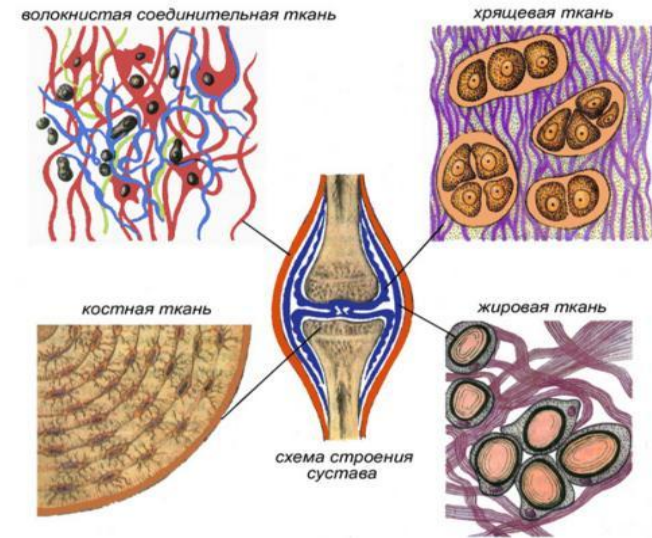 волокнистая соединительная ткань
хрящевая ткань
костная ткань
жировая ткань
схема строения
сустава